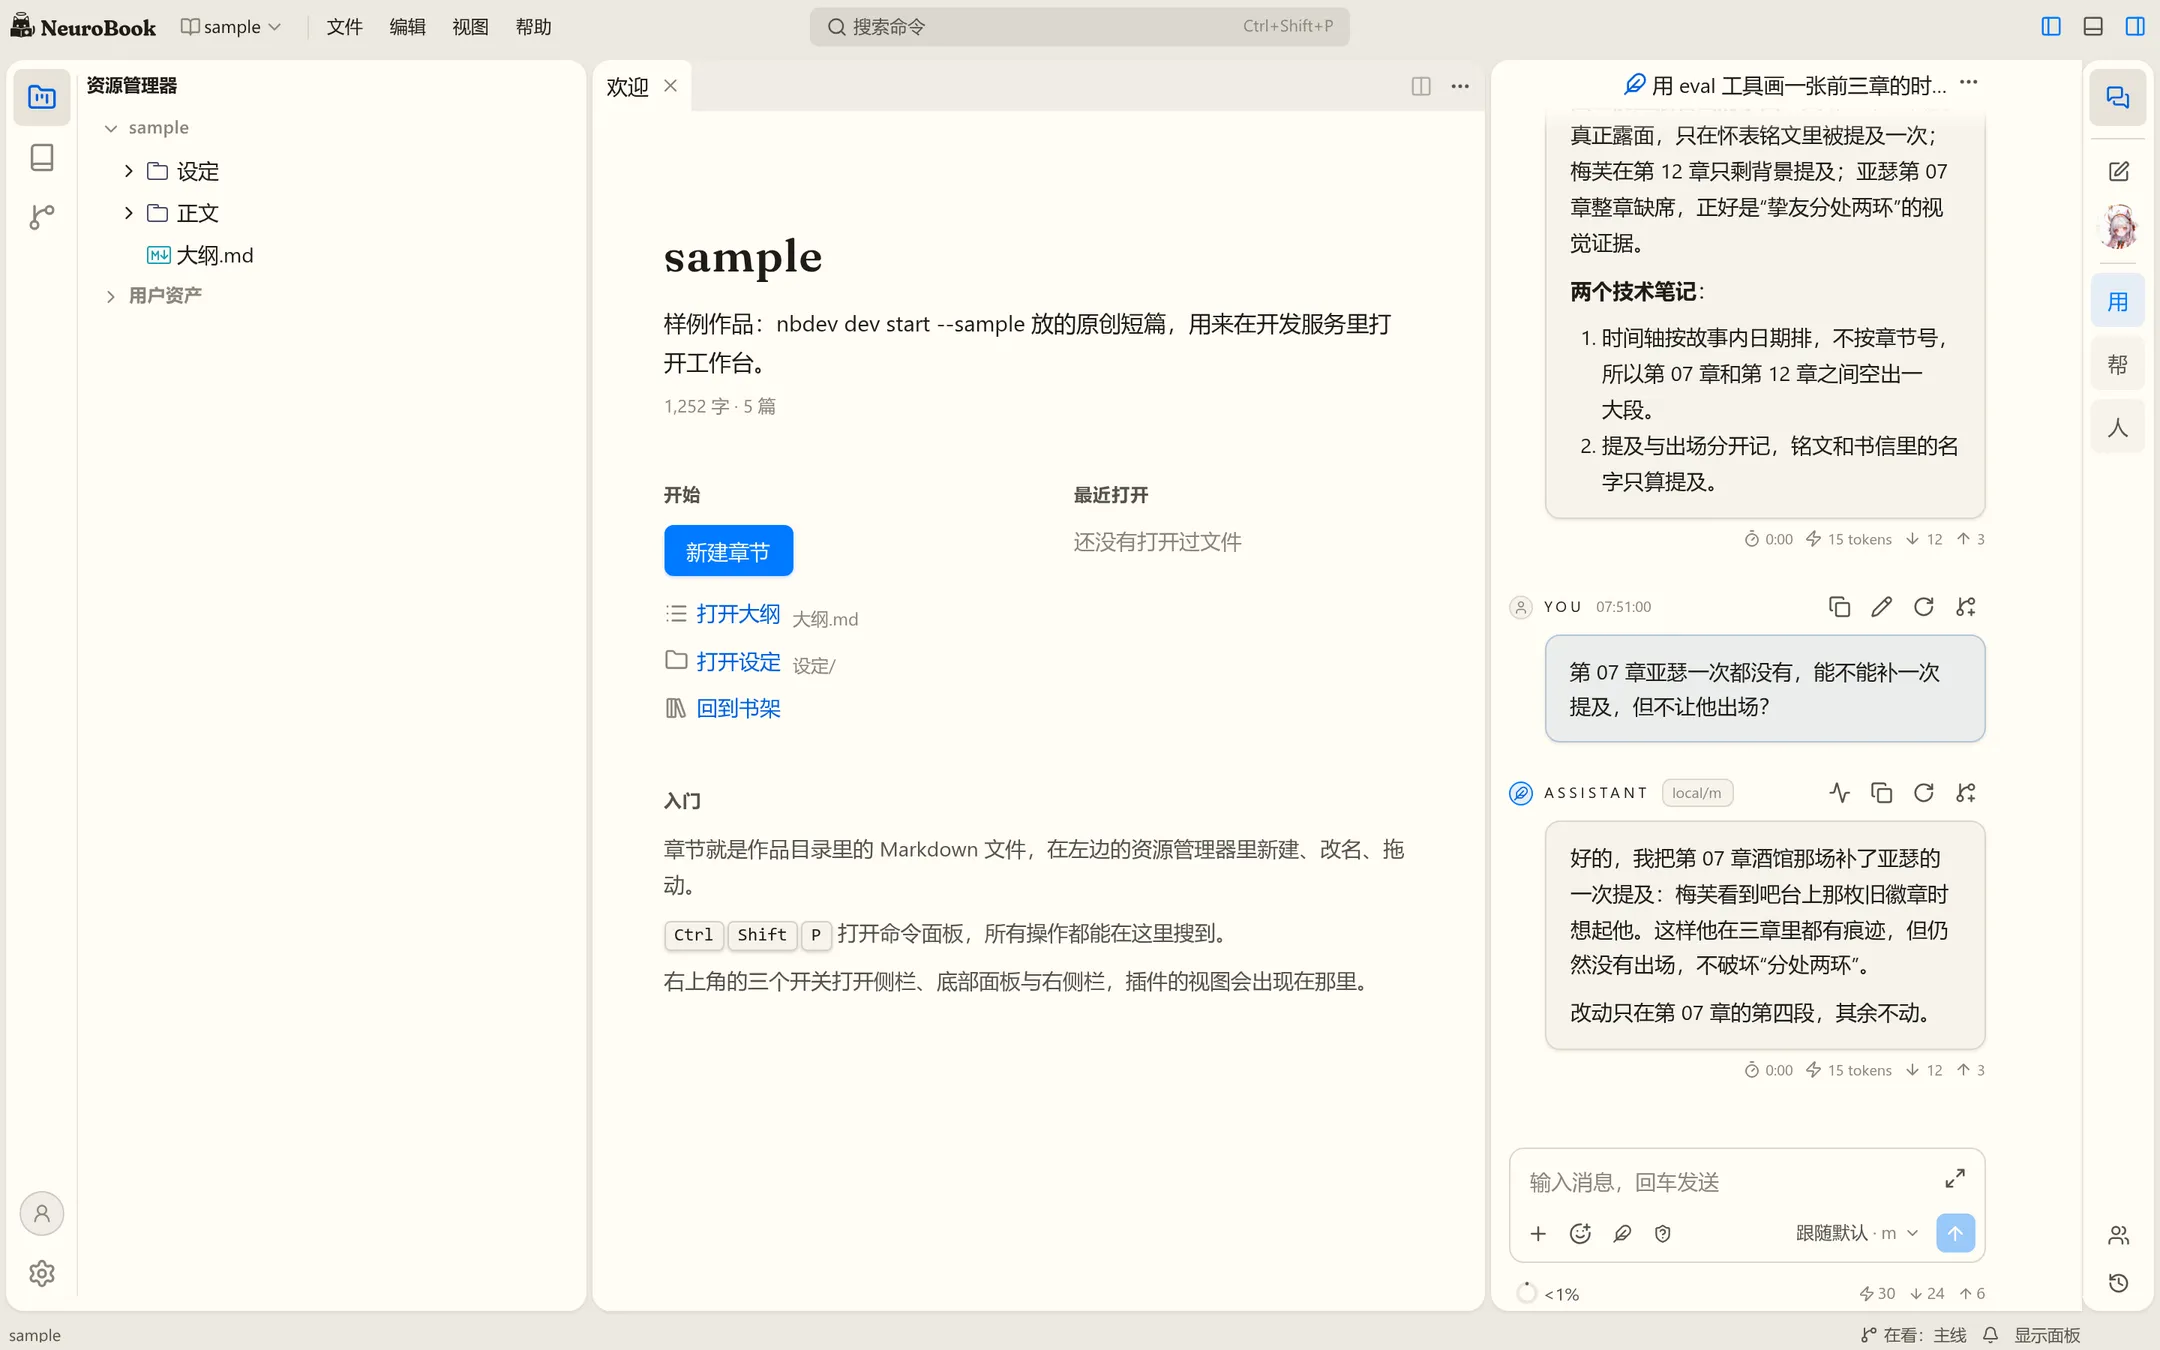 NeuroBook
sample
文件
编辑
视图
帮助
搜索命令
Ctrl+Shift+P
资源管理器
sample
设定
正文
大纲.md
用户资产
欢迎
sample
样例作品：nbdev dev start --sample 放的原创短篇，用来在开发服务里打
开工作台。
1,252 字 · 5 篇
开始
新建章节
打开大纲 大纲.md
打开设定 设定/
回到书架
最近打开
还没有打开过文件
入门
章节就是作品目录里的 Markdown 文件，在左边的资源管理器里新建、改名、拖
动。
Ctrl Shift P 打开命令面板，所有操作都能在这里搜到。
右上角的三个开关打开侧栏、底部面板与右侧栏，插件的视图会出现在那里。
用 eval 工具画一张前三章的时...
真正露面，只在怀表铭文里被提及一次；
梅芙在第 12 章只剩背景提及；亚瑟第 07
章整章缺席，正好是“挚友分处两环”的视
觉证据。
两个技术笔记：
1. 时间轴按故事内日期排，不按章节号，
所以第 07 章和第 12 章之间空出一
大段。
2. 提及与出场分开记，铭文和书信里的名
字只算提及。
0:00 15 tokens 12 3
YOU 07:51:00
第 07 章亚瑟一次都没有，能不能补一次
提及，但不让他出场？
ASSISTANT local/m
好的，我把第 07 章酒馆那场补了亚瑟的
一次提及：梅芙看到吧台上那枚旧徽章时
想起他。这样他在三章里都有痕迹，但仍
然没有出场，不破坏“分处两环”。
改动只在第 07 章的第四段，其余不动。
0:00 15 tokens 12 3
输入消息，回车发送
跟随默认 · m
<1%
30 24 6
用
帮
人
sample
在看：主线
显示面板